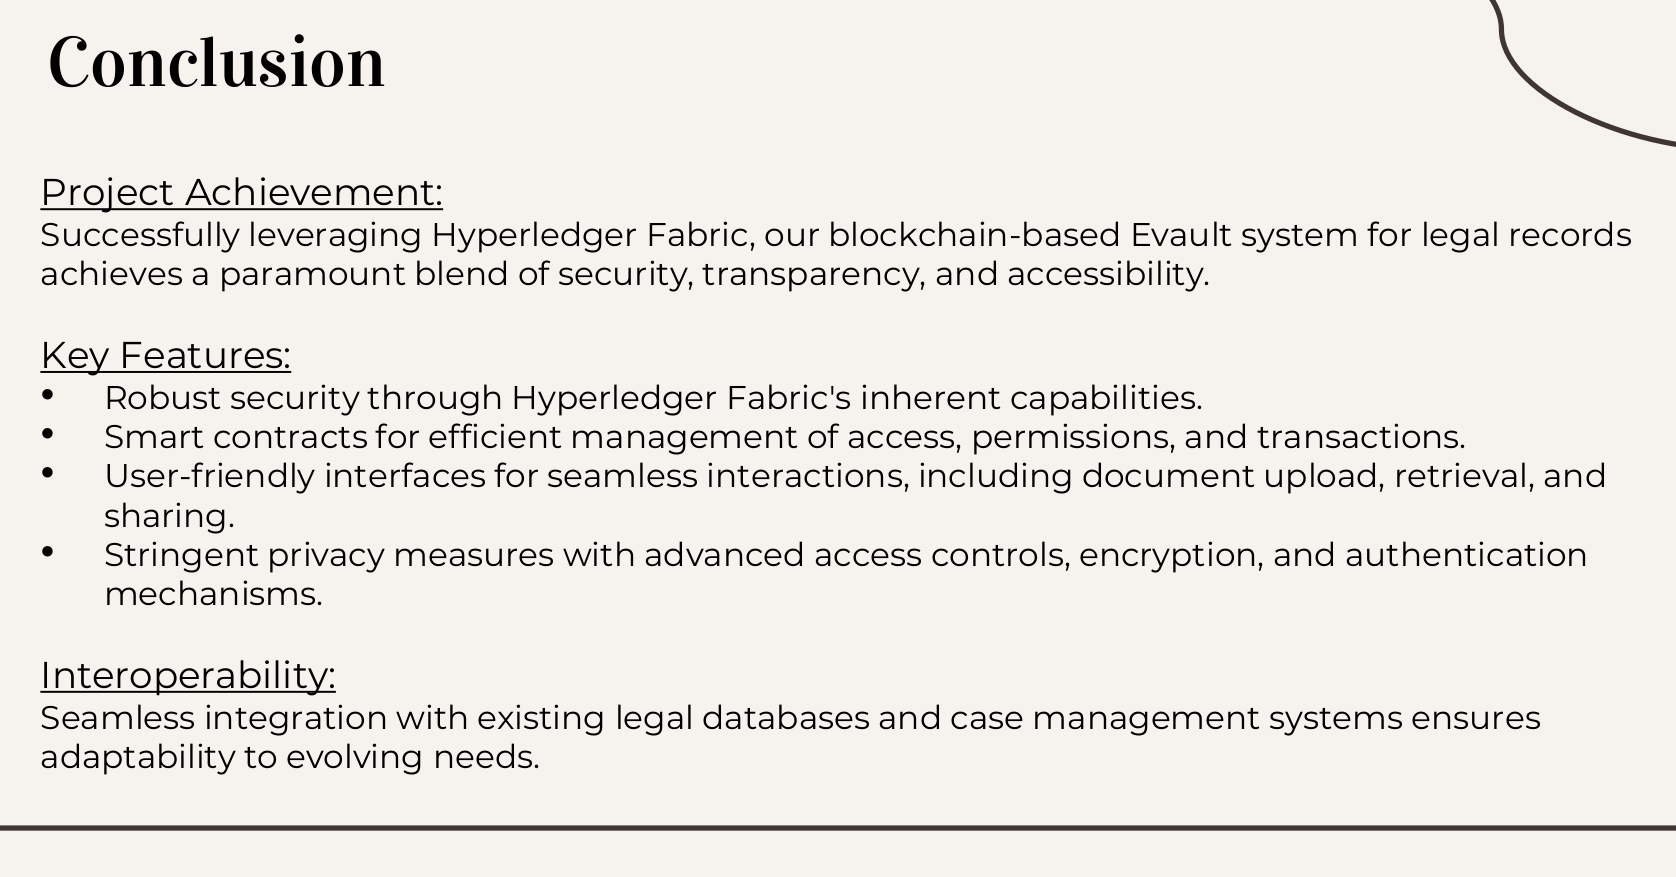 Conclusion
Project Achievement:
Successfully leveraging Hyperledger Fabric, our blockchain-based Evault system for legal records
achieves a paramount blend of security, transparency, and accessibility.
Key Features:
• Robust security through Hyperledger Fabric's inherent capabilities.
• Smart contracts for efficient management of access, permissions, and transactions.
• User-friendly interfaces for seamless interactions, including document upload, retrieval, and
sharing.
• Stringent privacy measures with advanced access controls, encryption, and authentication
mechanisms.
Interoperability:
Seamless integration with existing legal databases and case management systems ensures
adaptability to evolving needs.